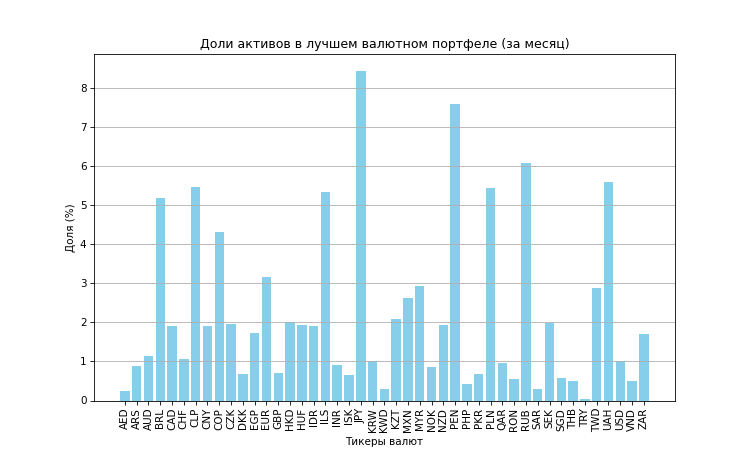 Доли активов в лучшем валютном портфеле (за месяц)
Доля (%)
8
7
6
5
4
3
2
1
0
AED ARS AUD BRL CAD CHF CLP CNY COP CZK DKK EGP EUR GBP HKD HUF IDR ILS INR ISK JPY KRW KWD KZT MXN MYR NOK NZD PEN PHP PKR PLN QAR RON RUB SAR SEK SGD THB TRY TWD UAH USD VND ZAR
Тикеры валют